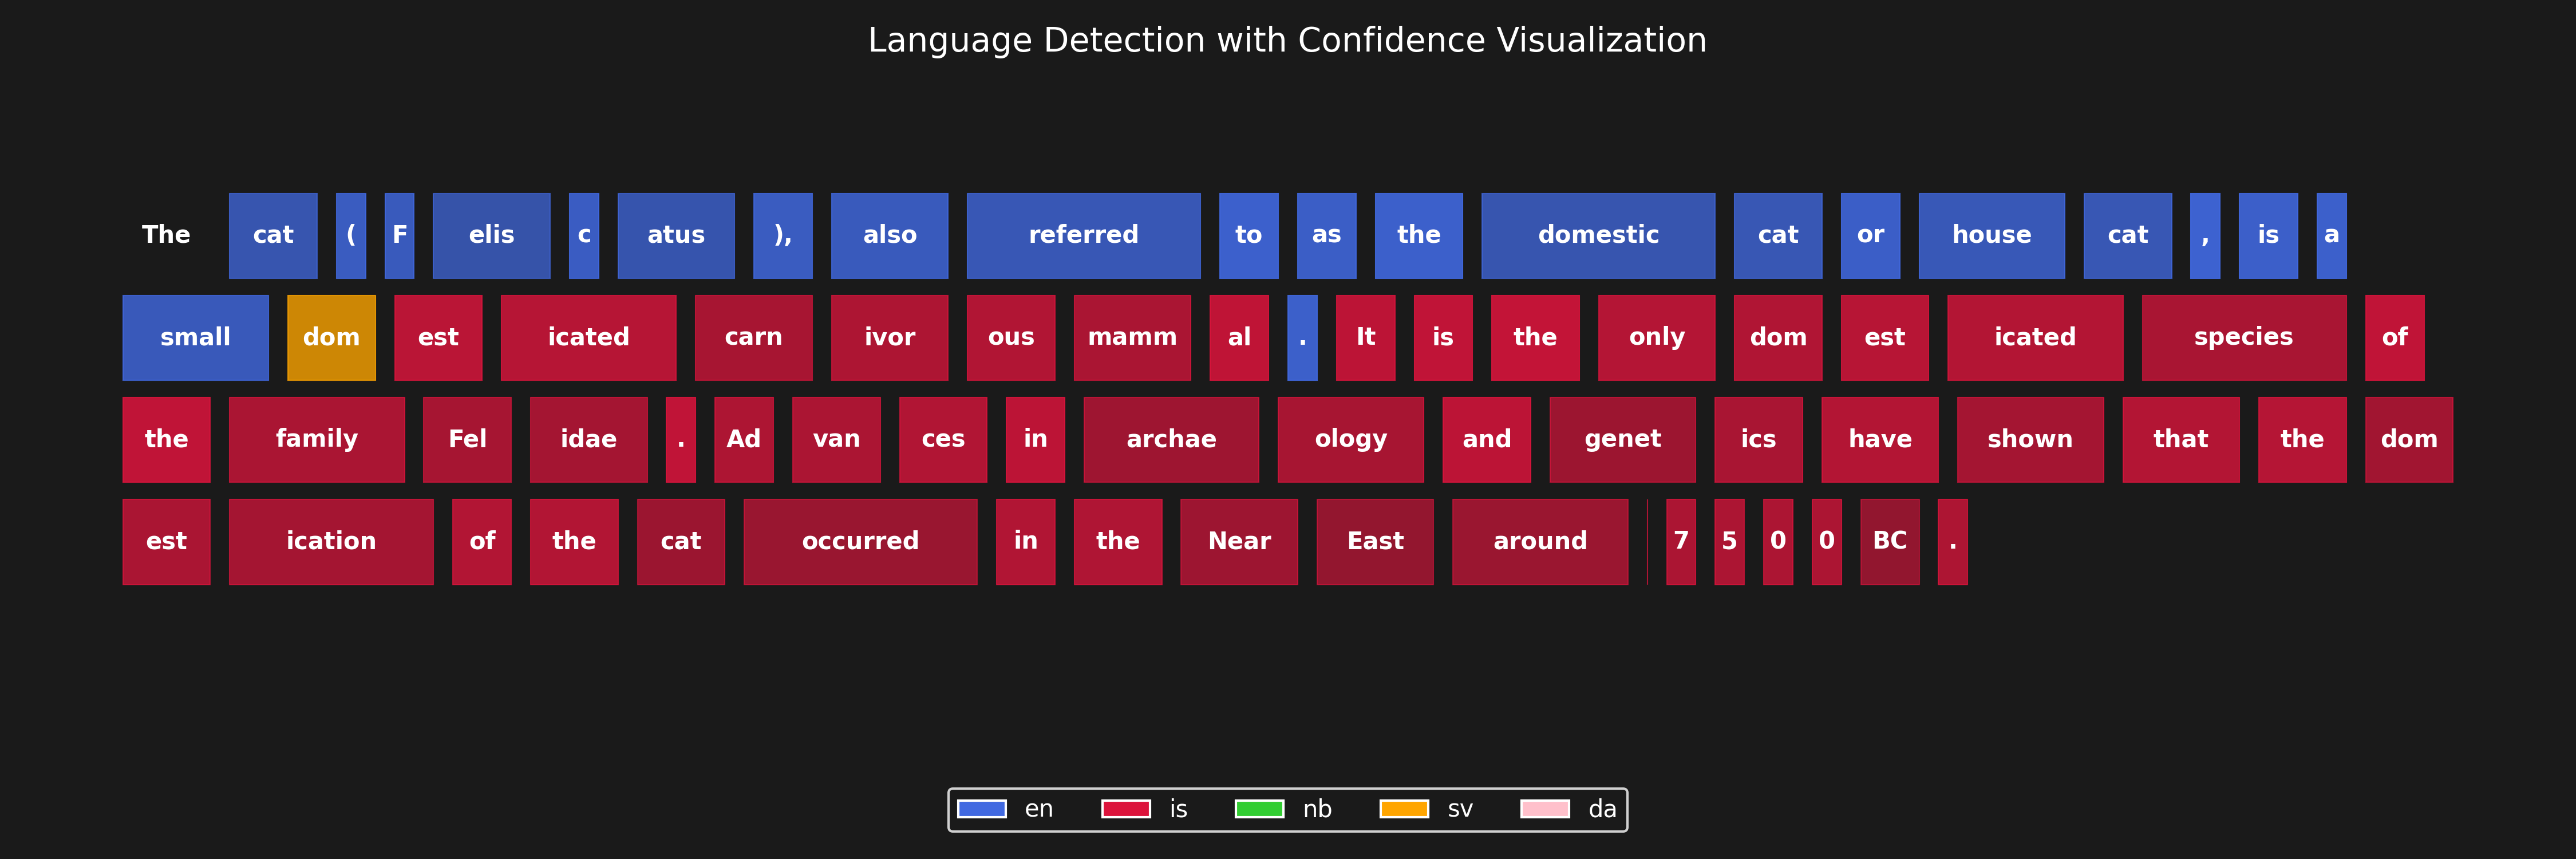 Language Detection with Confidence Visualization
The cat ( F elis c atus ), also referred to as the domestic cat or house cat , is a
small dom est icated carn ivor ous mamm al . It is the only dom est icated species of
the family Fel idae . Ad van ces in archae ology and genet ics have shown that the dom
est ication of the cat occurred in the Near East around 7 5 0 0 BC .
en is nb sv da